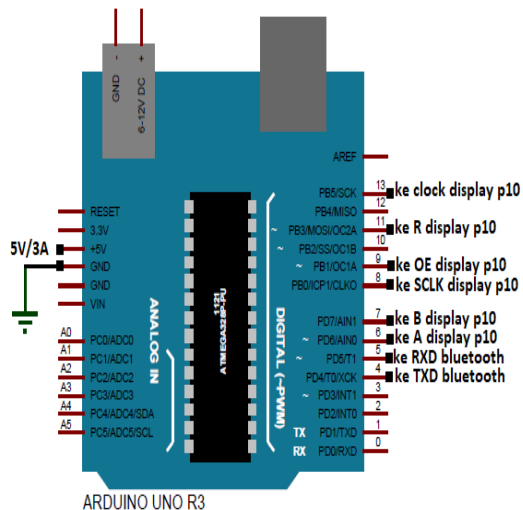 GND -
6-12V DC +
AREF
13 PB5/SCK ke clock display p10
12 PB4/MISO
11 ~ PB3/MOSI/OC2A ke R display p10
10 ~ PB2/SS/OC1B
9 ~ PB1/OC1A ke OE display p10
8 PB0/ICP1/CLKO ke SCLK display p10
7 PD7/AIN1 ke B display p10
6 ~ PD6/AIN0 ke A display p10
5 ~ PD5/T1 ke RXD bluetooth
4 PD4/T0/XCK ke TXD bluetooth
3 ~ PD3/INT1
2 PD2/INT0
1 TX PD1/TXD
0 RX PD0/RXD
RESET
3.3V
5V/3A +5V
GND
GND
VIN
A0 PC0/ADC0
A1 PC1/ADC1
A2 PC2/ADC2
A3 PC3/ADC3
A4 PC4/ADC4/SDA
A5 PC5/ADC5/SCL
ANALOG IN
1121
ATMEGA328P-PU
DIGITAL (~PWM)
ARDUINO UNO R3